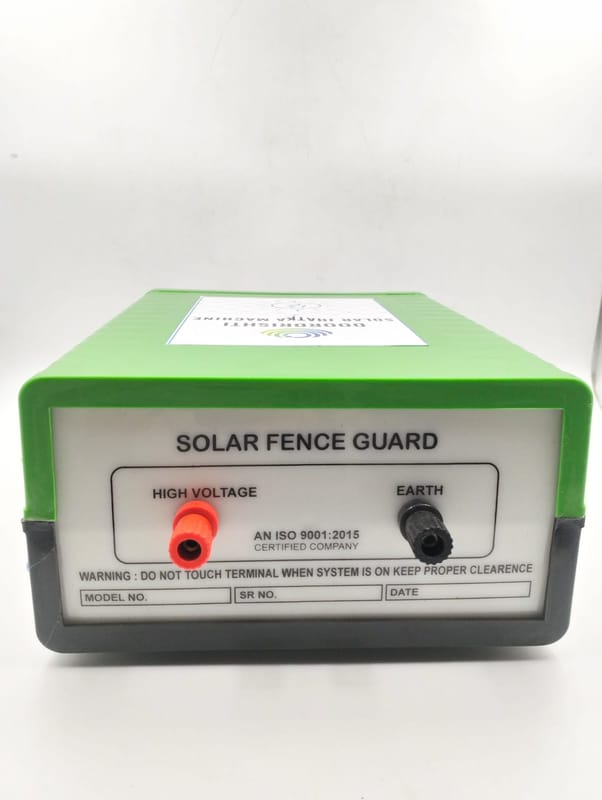 DOORDRISHTI
SOLAR JHATKA MACHINE
SOLAR FENCE GUARD
HIGH VOLTAGE
EARTH
AN ISO 9001:2015
CERTIFIED COMPANY
WARNING : DO NOT TOUCH TERMINAL WHEN SYSTEM IS ON KEEP PROPER CLEARENCE
MODEL NO.
SR NO.
DATE